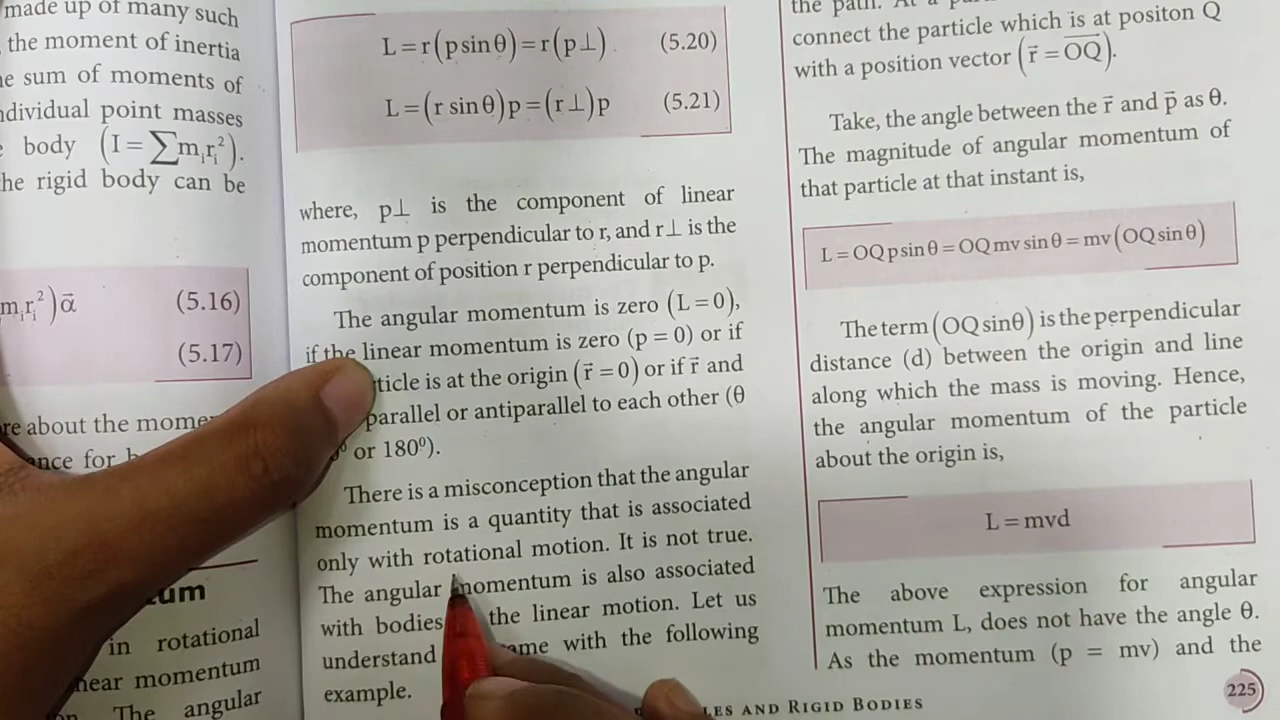 made up of many such
the moment of inertia
sum of moments of
individual point masses
body (I = ∑mᵢrᵢ²).
the rigid body can be
mᵢrᵢ²)α⃗ (5.16)
(5.17)
about the
for
in rotational
momentum
The angular
L = r(p sin θ) = r(p⊥) (5.20)
L = (r sin θ)p = (r⊥)p (5.21)
where, p⊥ is the component of linear
momentum p perpendicular to r, and r⊥ is the
component of position r perpendicular to p.
The angular momentum is zero (L = 0),
if the linear momentum is zero (p = 0) or if
ticle is at the origin (r⃗ = 0) or if r⃗ and
parallel or antiparallel to each other (θ
or 180⁰).
There is a misconception that the angular
momentum is a quantity that is associated
only with rotational motion. It is not true.
The angular momentum is also associated
with bodies the linear motion. Let us
understand with the following
example.
the path.
connect the particle which is at positon Q
with a position vector (r⃗ = O͞Q⃗).
Take, the angle between the r⃗ and p⃗ as θ.
The magnitude of angular momentum of
that particle at that instant is,
L = OQ p sin θ = OQ mv sin θ = mv(OQ sin θ)
The term (OQ sinθ) is the perpendicular
distance (d) between the origin and line
along which the mass is moving. Hence,
the angular momentum of the particle
about the origin is,
L = mvd
The above expression for angular
momentum L, does not have the angle θ.
As the momentum (p = mv) and the
AND RIGID BODIES
225